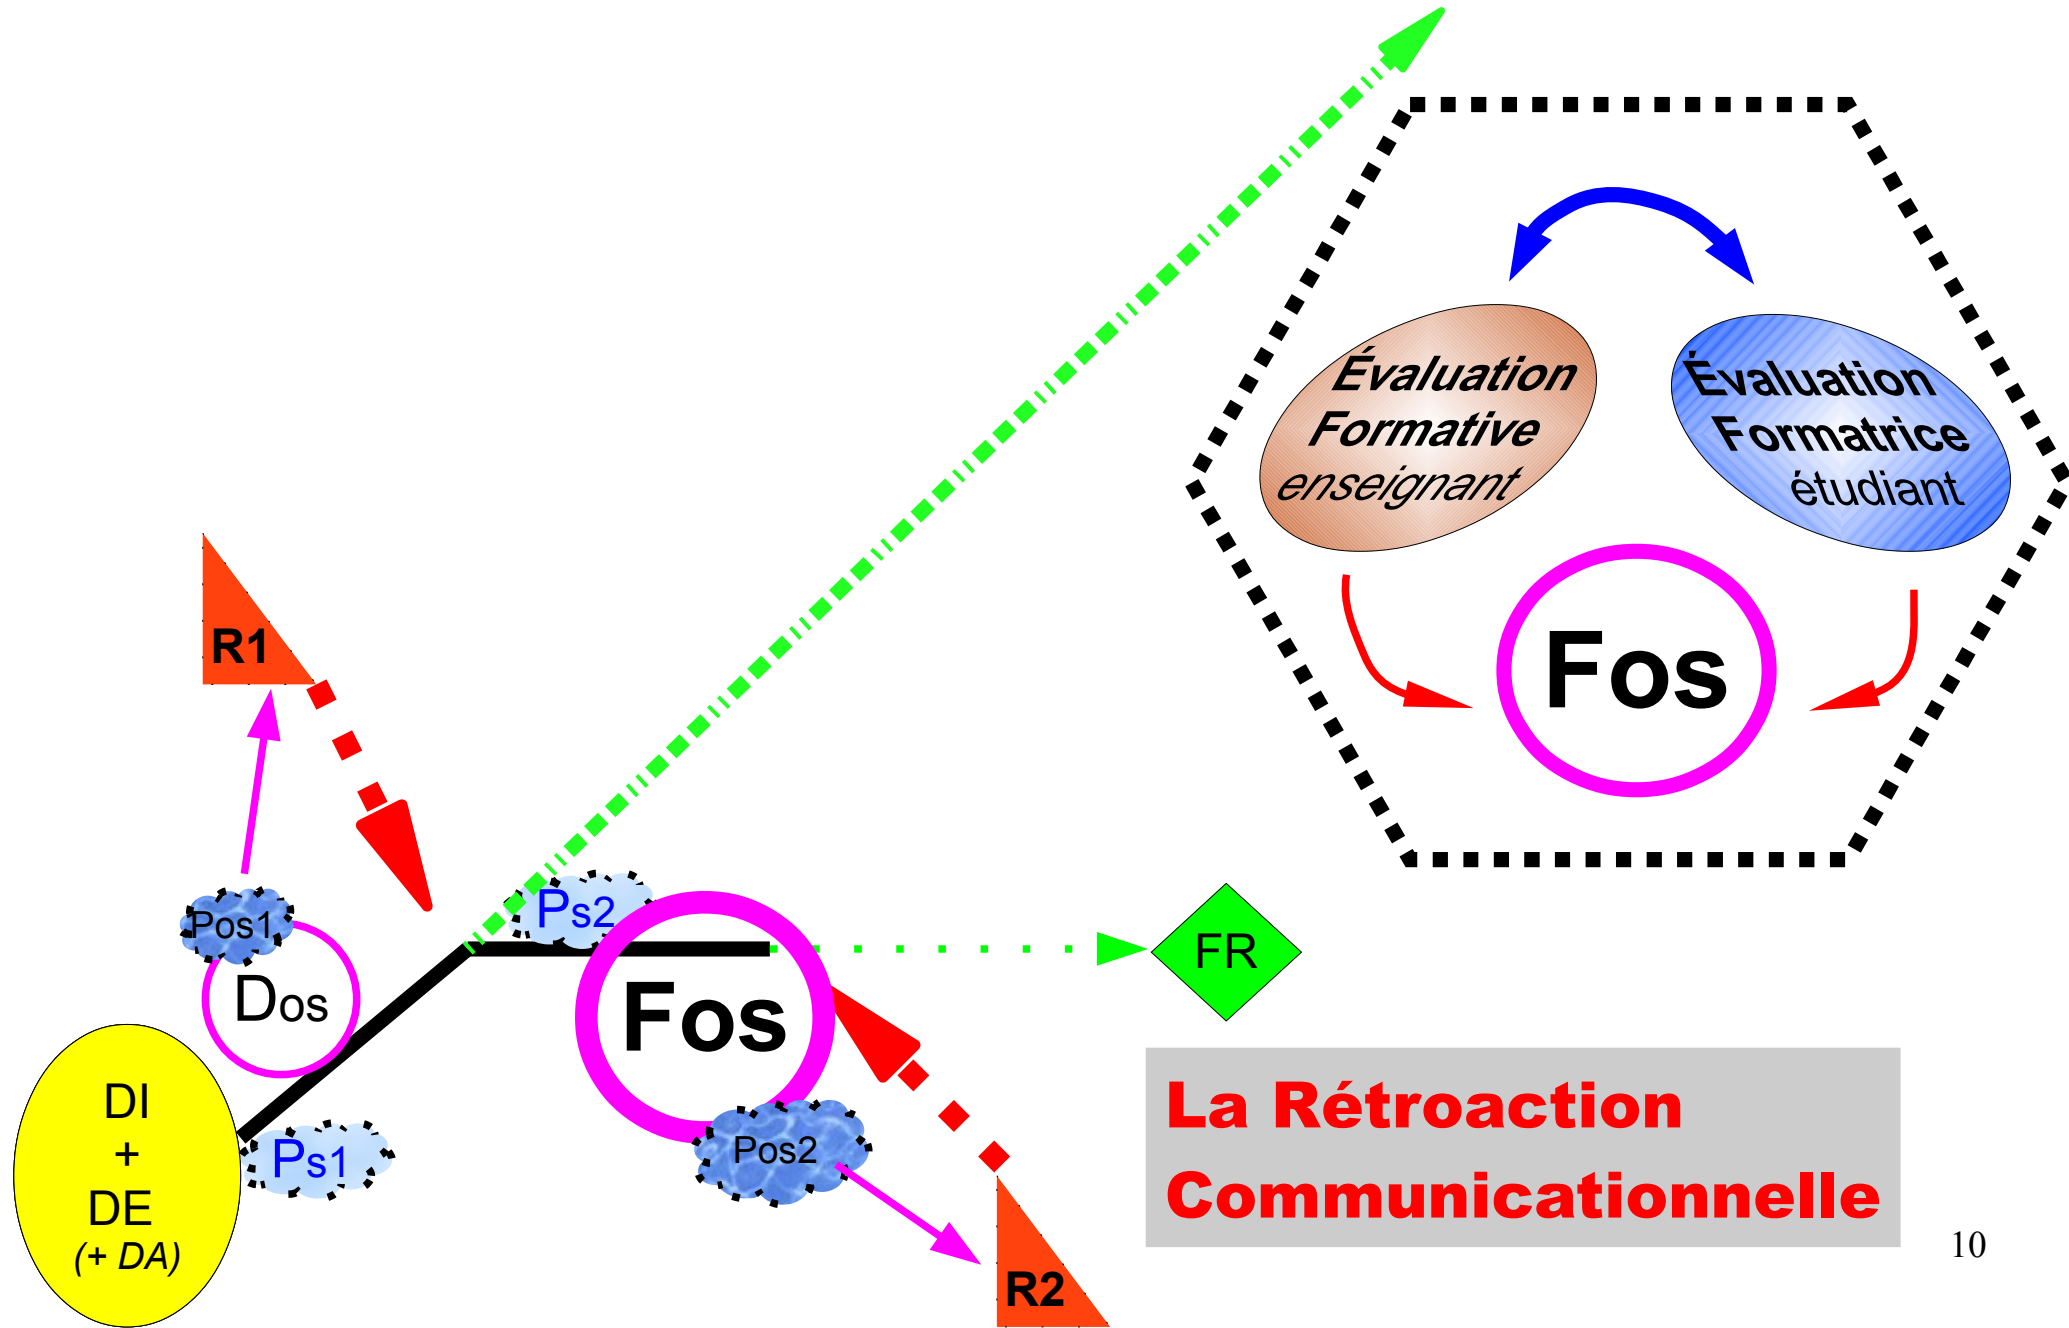 Évaluation
Formative
enseignant
Évaluation
Formatrice
étudiant
Fos
R1
Pos1
Dos
Ps2
Fos
FR
DI
+
DE
(+ DA)
Ps1
Pos2
R2
La Rétroaction
Communicationnelle
10